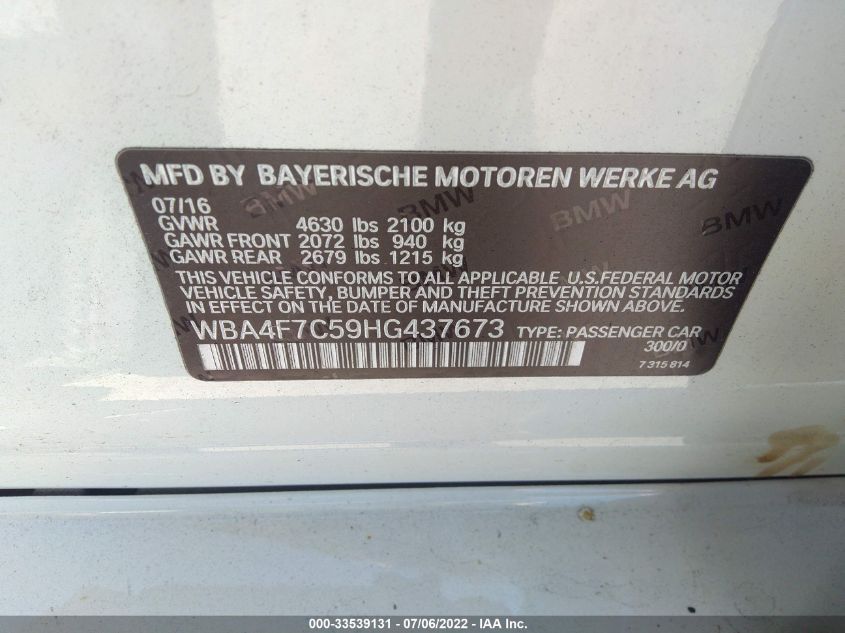 MFD BY BAYERISCHE MOTOREN WERKE AG
07/16
GVWR 4630 lbs 2100 kg
GAWR FRONT 2072 lbs 940 kg
GAWR REAR 2679 lbs 1215 kg
THIS VEHICLE CONFORMS TO ALL APPLICABLE U.S.FEDERAL MOTOR
VEHICLE SAFETY, BUMPER AND THEFT PREVENTION STANDARDS
IN EFFECT ON THE DATE OF MANUFACTURE SHOWN ABOVE.
WBA4F7C59HG437673 TYPE: PASSENGER CAR
300/0
7 315 814
BMW
BMW
BMW
000-33539131 - 07/06/2022 - IAA Inc.